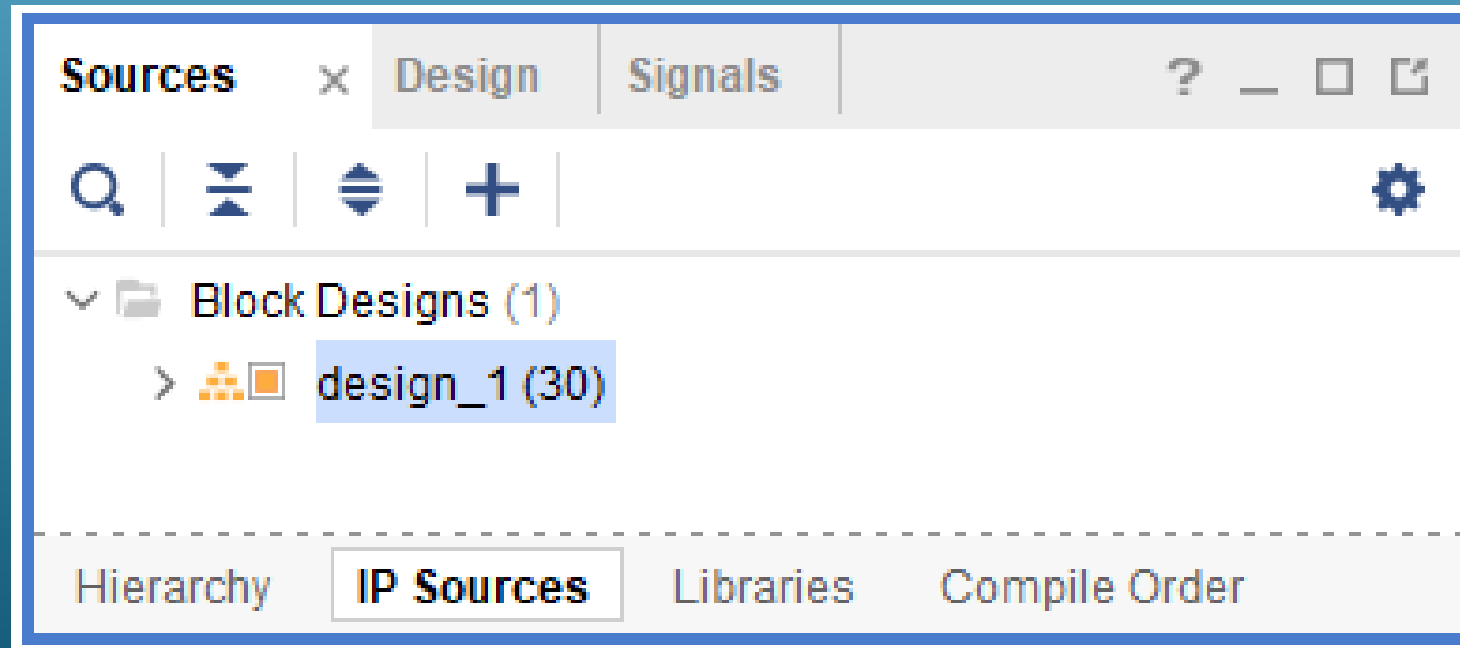 Sources Design Signals
Block Designs (1)
design_1 (30)
Hierarchy IP Sources Libraries Compile Order